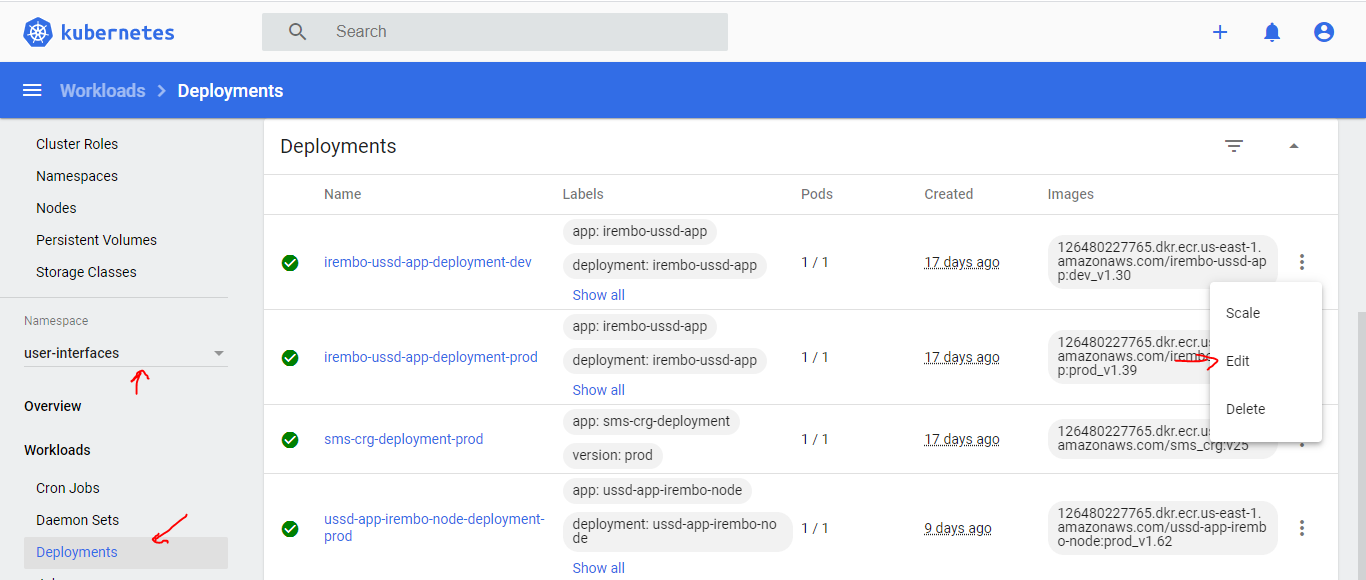 kubernetes
Search
Workloads > Deployments
Cluster Roles
Namespaces
Nodes
Persistent Volumes
Storage Classes
Namespace
user-interfaces
Overview
Workloads
Cron Jobs
Daemon Sets
Deployments
Deployments
Name Labels Pods Created Images
irembo-ussd-app-deployment-dev
app: irembo-ussd-app
deployment: irembo-ussd-app
Show all
1 / 1
17 days ago
126480227765.dkr.ecr.us-east-1.
amazonaws.com/irembo-ussd-ap
p:dev_v1.30
irembo-ussd-app-deployment-prod
app: irembo-ussd-app
deployment: irembo-ussd-app
Show all
1 / 1
17 days ago
126480227765.dkr.ecr.us
amazonaws.com/irembo
p:prod_v1.39
Scale
Edit
Delete
sms-crg-deployment-prod
app: sms-crg-deployment
version: prod
1 / 1
17 days ago
126480227765.dkr.ecr.us
amazonaws.com/sms_crg:v25
ussd-app-irembo-node-deployment-
prod
app: ussd-app-irembo-node
deployment: ussd-app-irembo-no
de
Show all
1 / 1
9 days ago
126480227765.dkr.ecr.us-east-1.
amazonaws.com/ussd-app-iremb
o-node:prod_v1.62